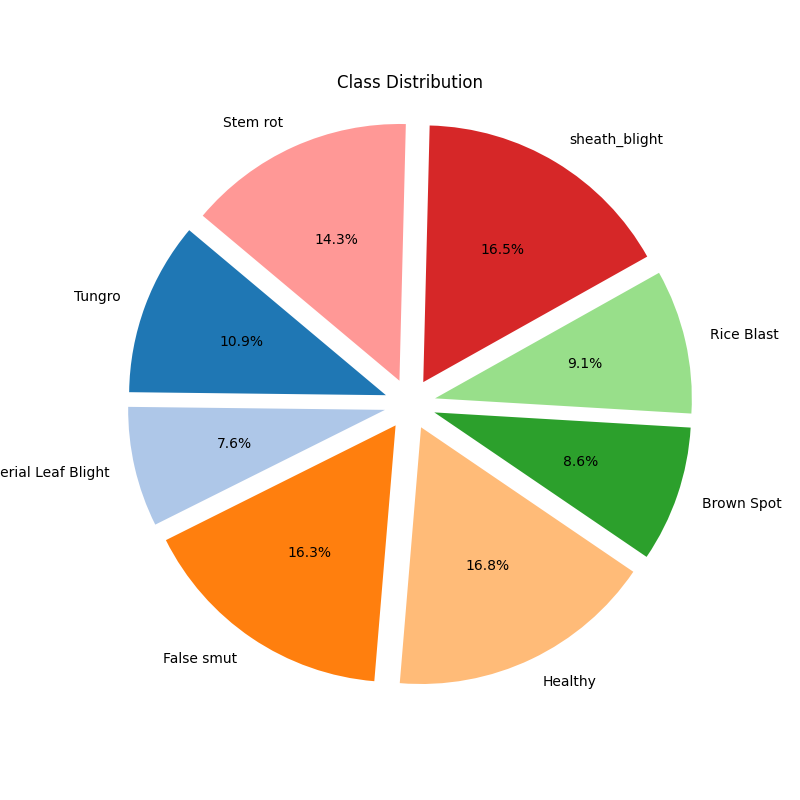 Class Distribution
Stem rot
sheath_blight
14.3%
16.5%
Tungro
Rice Blast
10.9%
9.1%
7.6%
8.6%
erial Leaf Blight
Brown Spot
16.3%
16.8%
False smut
Healthy